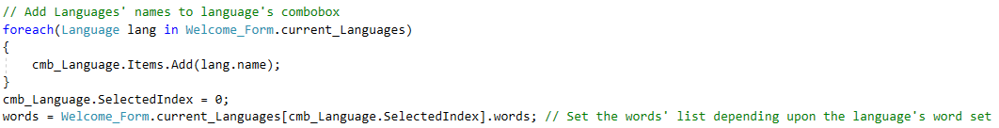 // Add Languages' names to language's combobox
foreach(Language lang in Welcome_Form.current_Languages)
{
    cmb_Language.Items.Add(lang.name);
}
cmb_Language.SelectedIndex = 0;
words = Welcome_Form.current_Languages[cmb_Language.SelectedIndex].words; // Set the words' list depending upon the language's word set